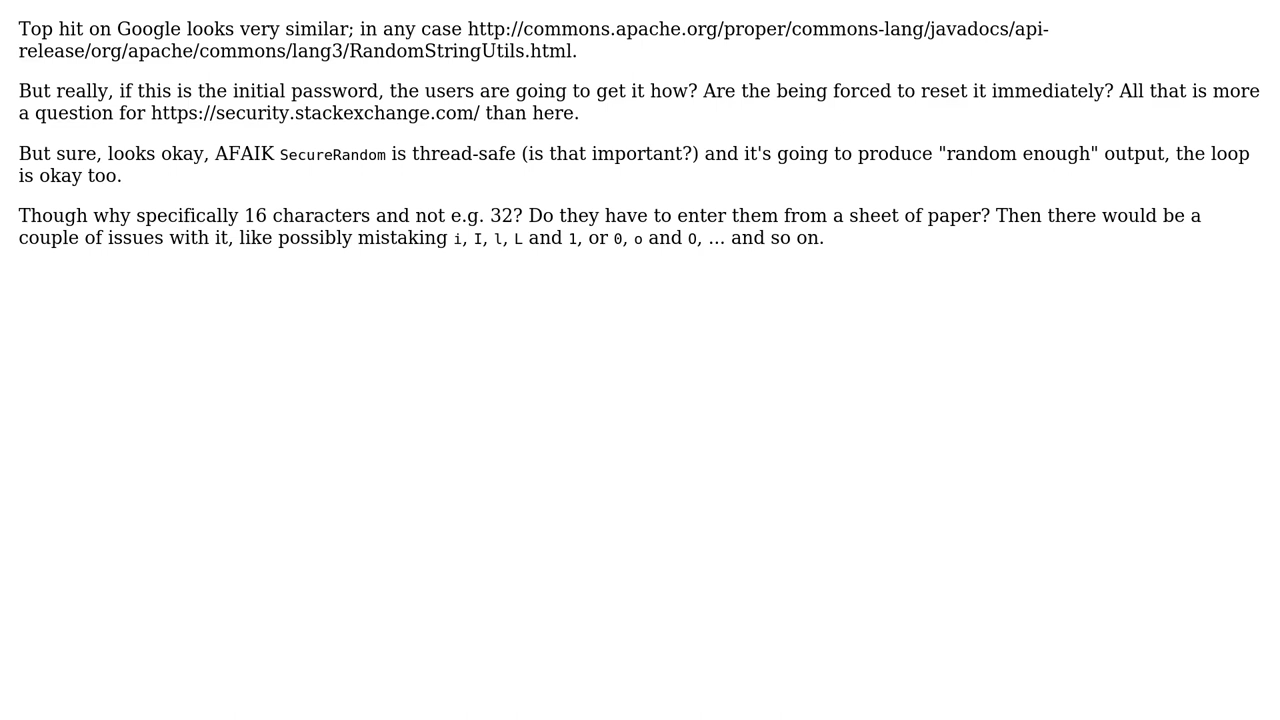 Top hit on Google looks very similar; in any case http://commons.apache.org/proper/commons-lang/javadocs/api-
release/org/apache/commons/lang3/RandomStringUtils.html.
But really, if this is the initial password, the users are going to get it how? Are the being forced to reset it immediately? All that is more
a question for https://security.stackexchange.com/ than here.
But sure, looks okay, AFAIK SecureRandom is thread-safe (is that important?) and it's going to produce "random enough" output, the loop
is okay too.
Though why specifically 16 characters and not e.g. 32? Do they have to enter them from a sheet of paper? Then there would be a
couple of issues with it, like possibly mistaking i, I, l, L and 1, or 0, o and O, ... and so on.